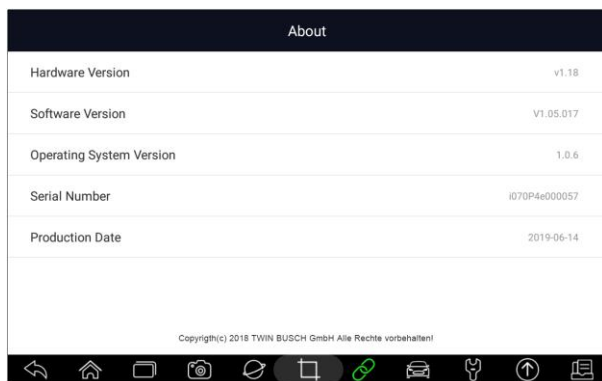 About
Hardware Version v1.18
Software Version V1.05.017
Operating System Version 1.0.6
Serial Number i070P4e000057
Production Date 2019-06-14
Copyrigth(c) 2018 TWIN BUSCH GmbH Alle Rechte vorbehalten!